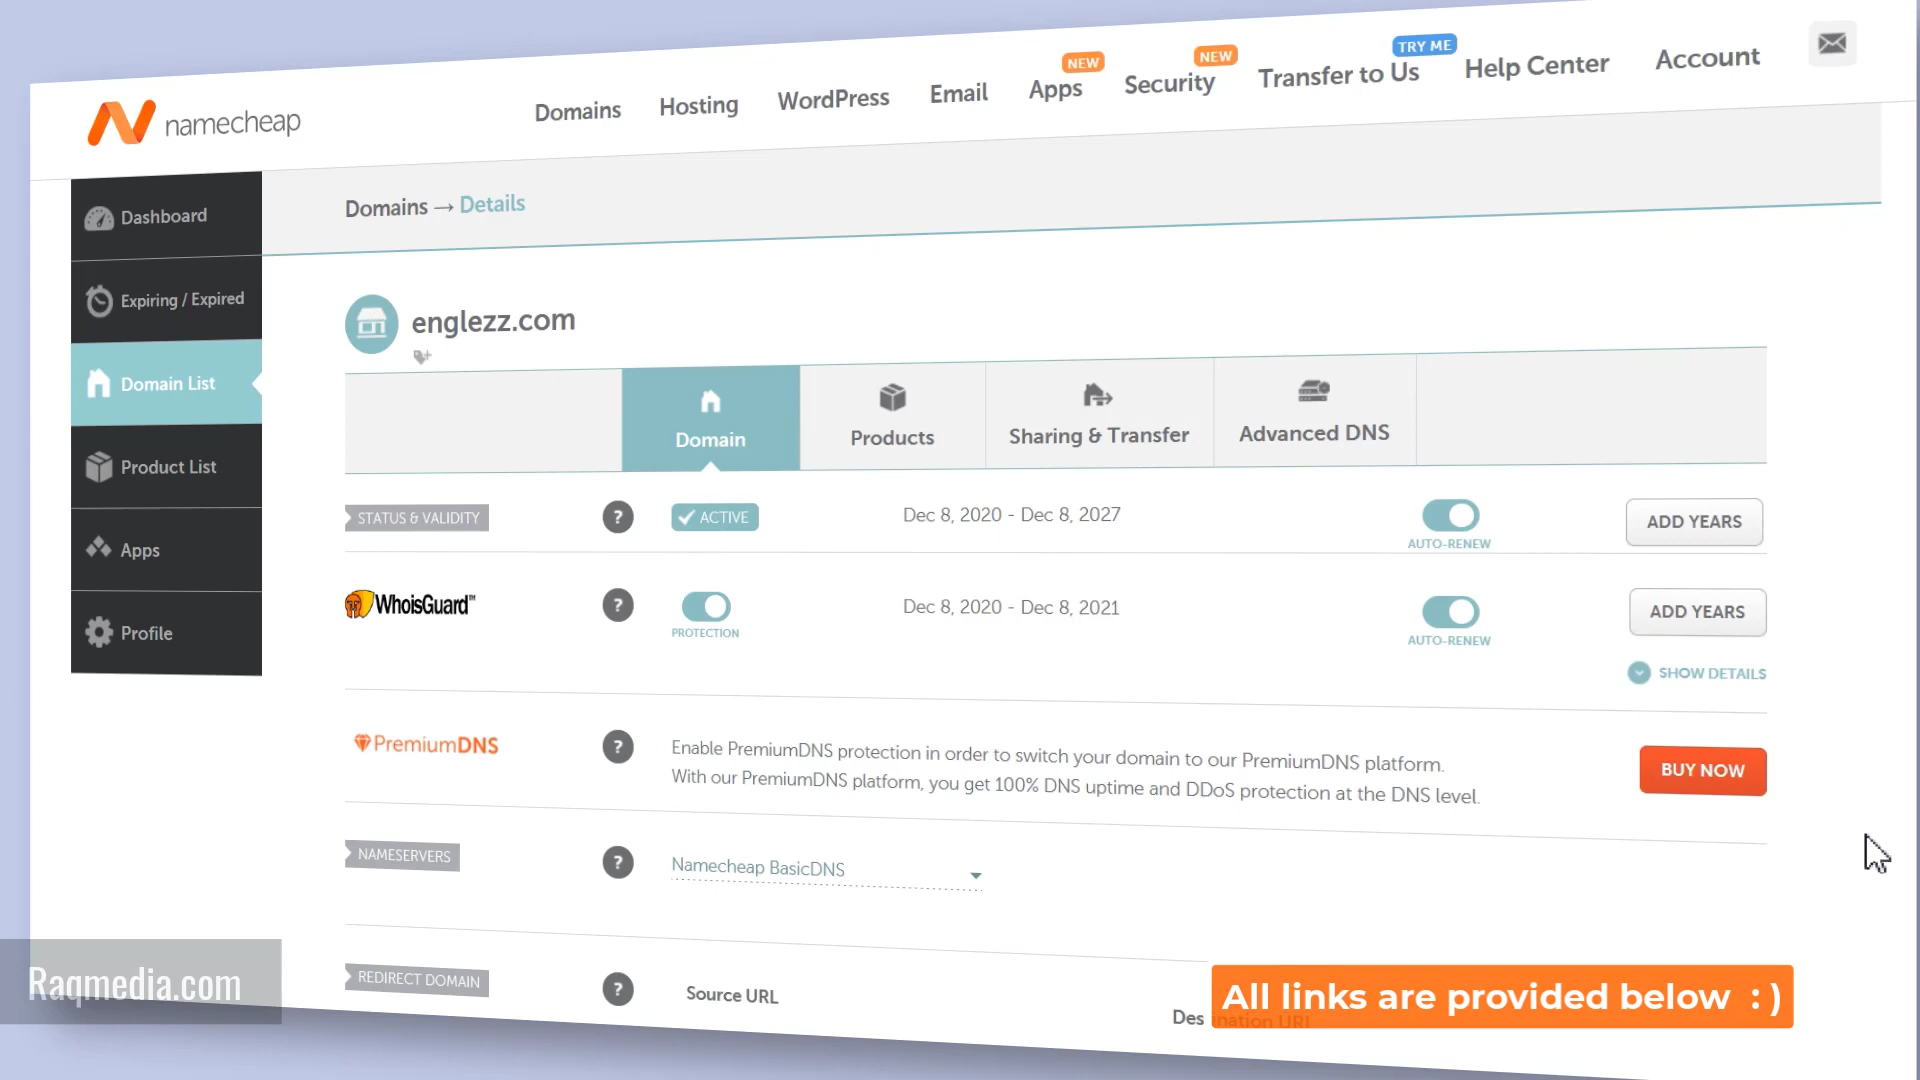 namecheap
Domains
Hosting
WordPress
Email
NEW
Apps
NEW
Security
TRY ME
Transfer to Us
Help Center
Account
Dashboard
Expiring / Expired
Domain List
Product List
Apps
Profile
Domains → Details
englezz.com
Domain
Products
Sharing & Transfer
Advanced DNS
STATUS & VALIDITY
?
ACTIVE
Dec 8, 2020 - Dec 8, 2027
AUTO-RENEW
ADD YEARS
WhoisGuard™
?
PROTECTION
Dec 8, 2020 - Dec 8, 2021
AUTO-RENEW
ADD YEARS
SHOW DETAILS
PremiumDNS
?
Enable PremiumDNS protection in order to switch your domain to our PremiumDNS platform.
With our PremiumDNS platform, you get 100% DNS uptime and DDoS protection at the DNS level.
BUY NOW
NAMESERVERS
?
Namecheap BasicDNS
REDIRECT DOMAIN
?
Source URL
Destination URL
All links are provided below : )
Raqmedia.com